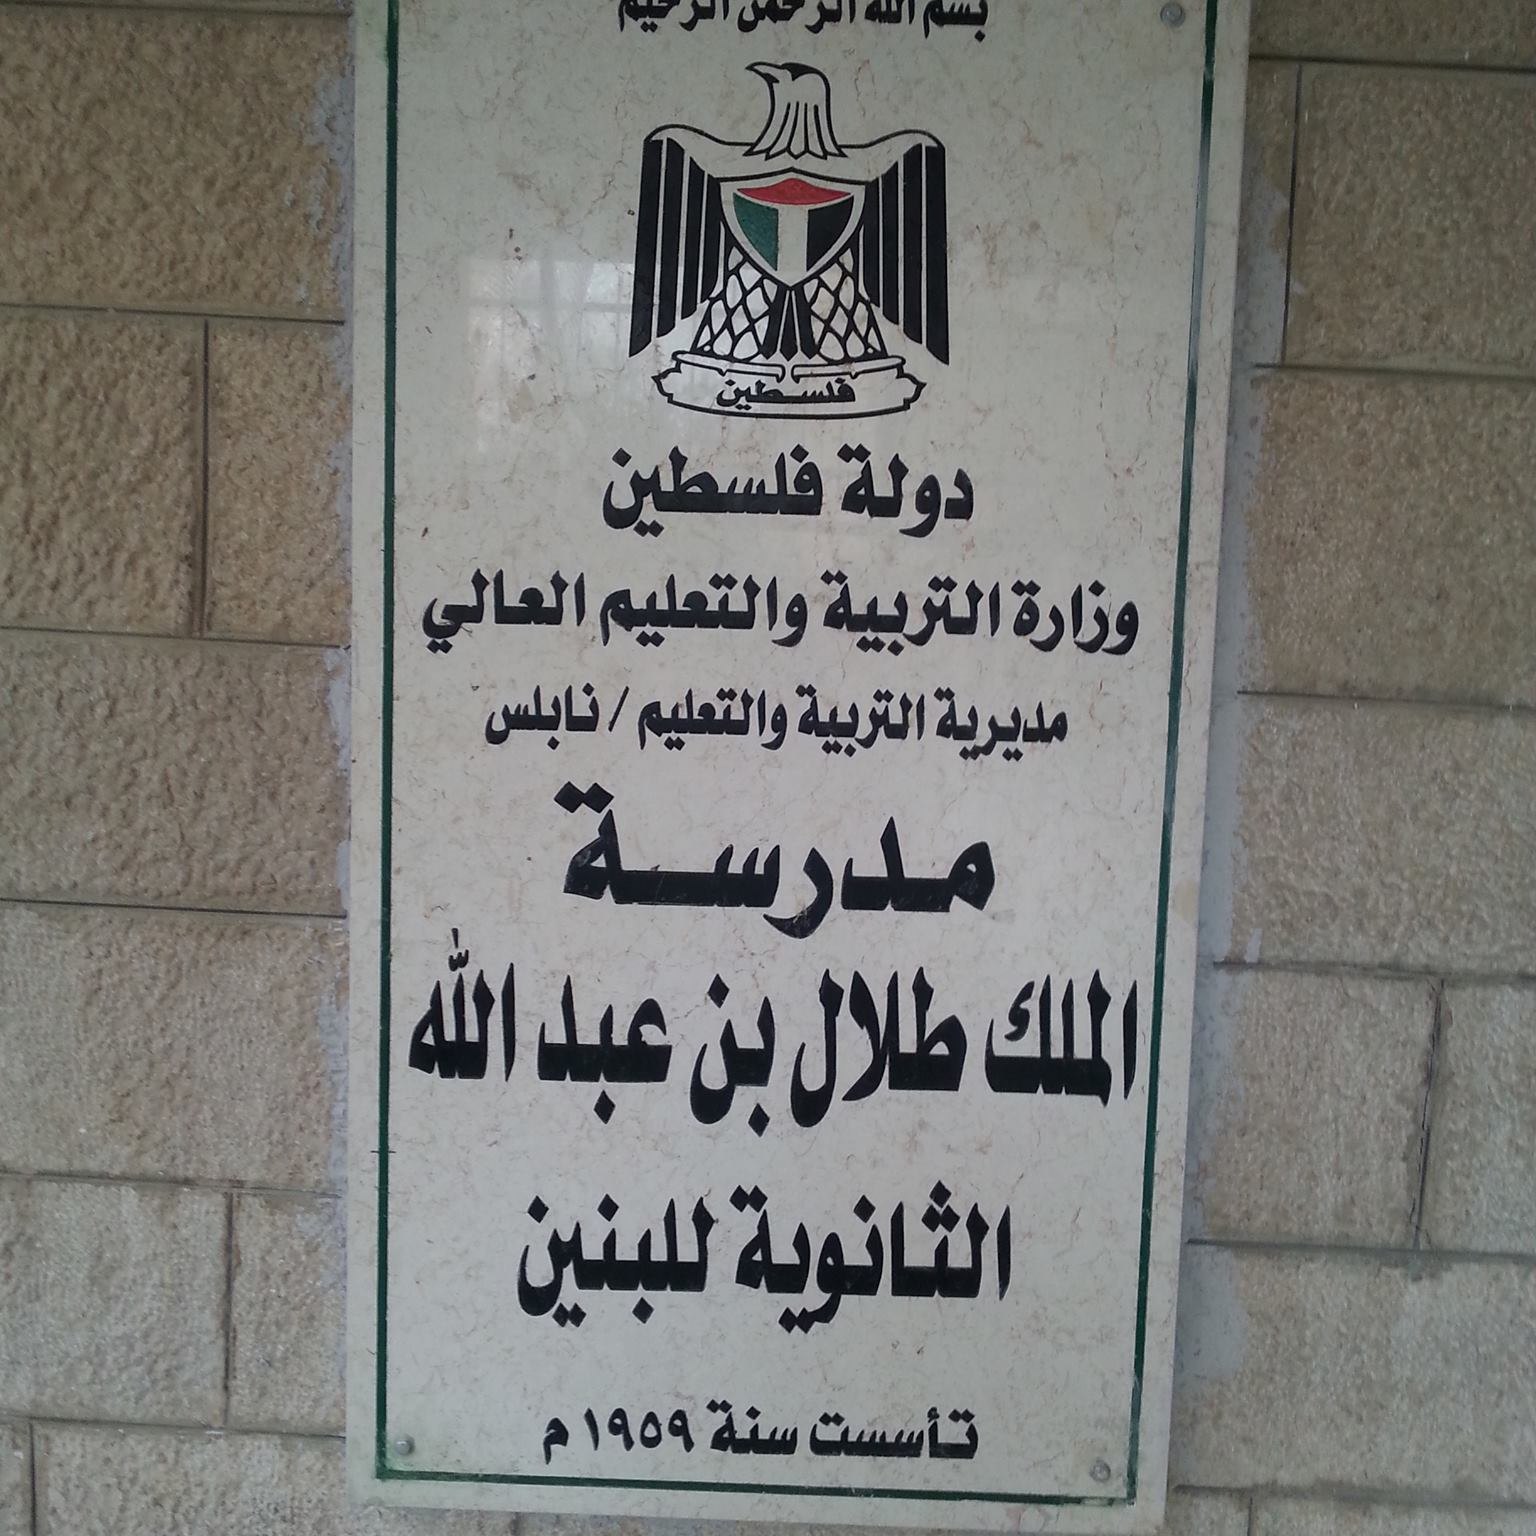 بسم الله الرحمن الرحيم
فلسطين
دولة فلسطين
وزارة التربية والتعليم العالي
مديرية التربية والتعليم / نابلس
مدرسة
الملك طلال بن عبد الله
الثانوية للبنين
تأسست سنة ١٩٥٩ م